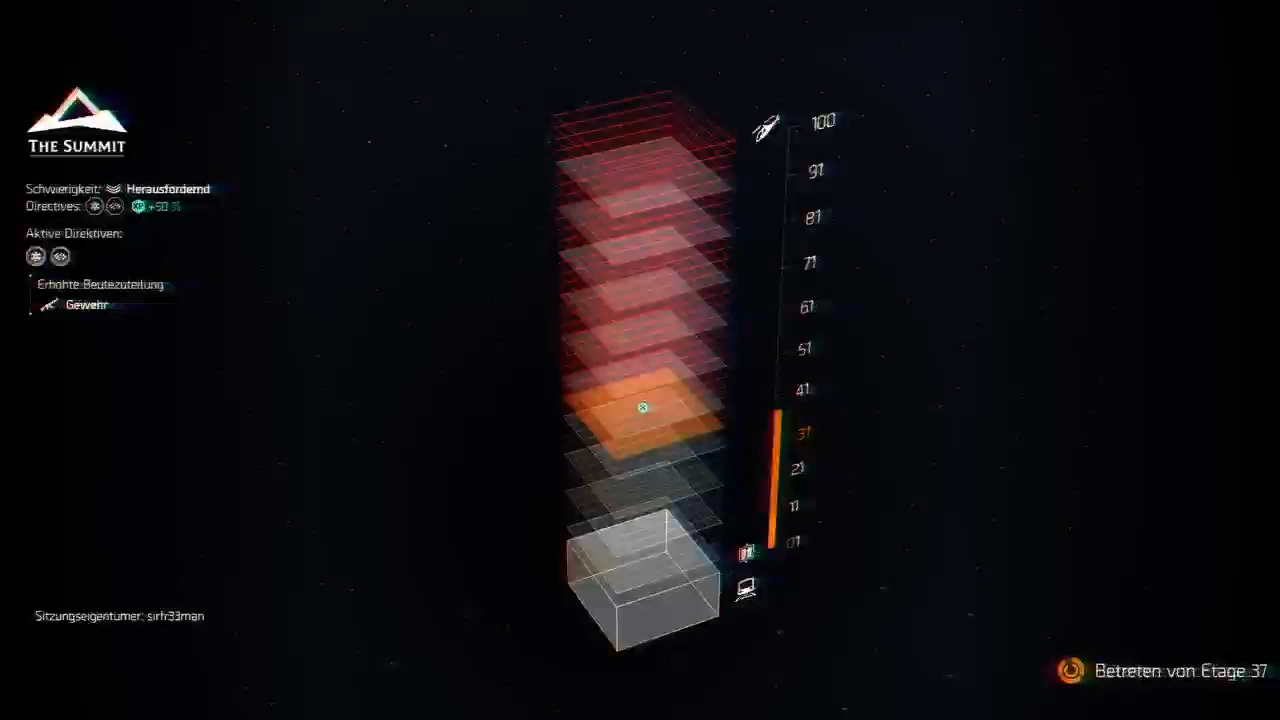 THE SUMMIT
Schwierigkeit: Herausfordernd
Directives: +50 %
Aktive Direktiven:
Erhöhte Beutezuteilung
Gewehr
100
91
81
71
61
51
41
31
21
11
01
Sitzungseigentümer: sirfr33man
Betreten von Etage 37